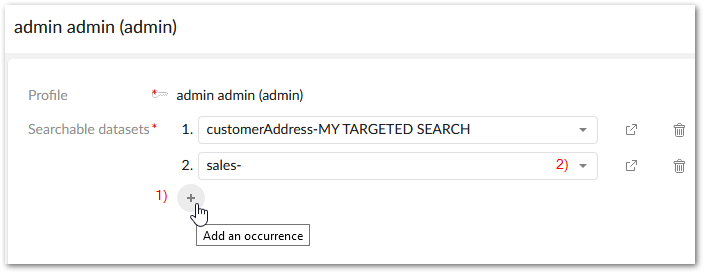 admin admin (admin)
Profile * admin admin (admin)
Searchable datasets * 1. customerAddress-MY TARGETED SEARCH
2. sales- 2)
1) +
Add an occurrence